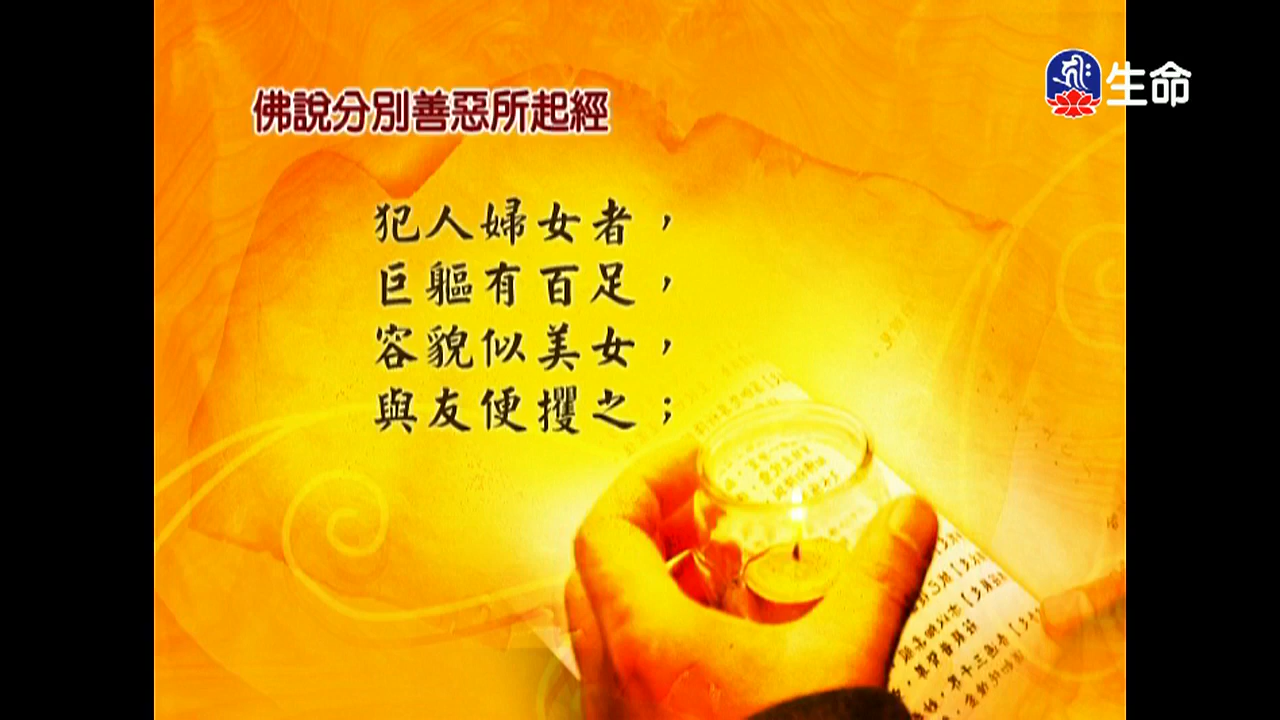 生命
佛說分別善惡所起經
犯人婦女者，
巨軀有百足，
容貌似美女，
與友便攫之；